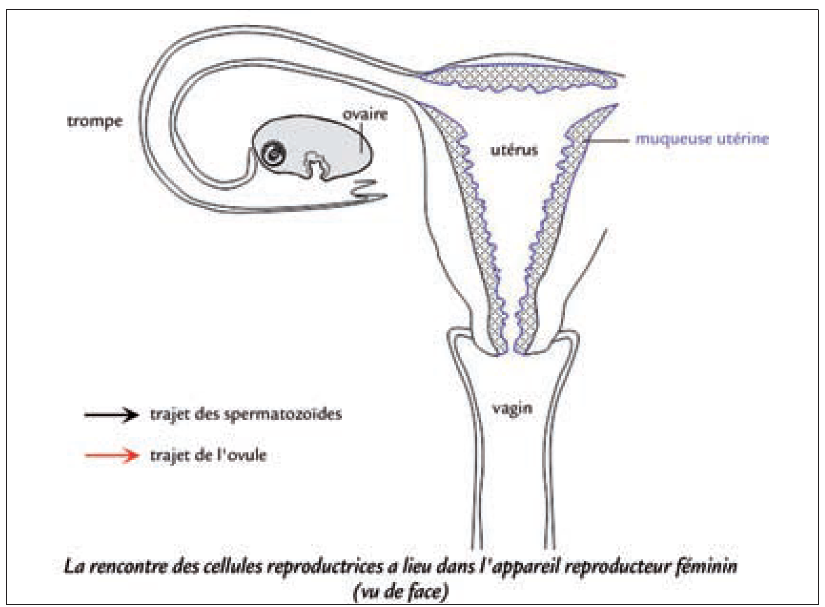 trompe
ovaire
utérus
muqueuse utérine
vagin
trajet des spermatozoïdes
trajet de l'ovule
La rencontre des cellules reproductrices a lieu dans l'appareil reproducteur féminin
(vu de face)